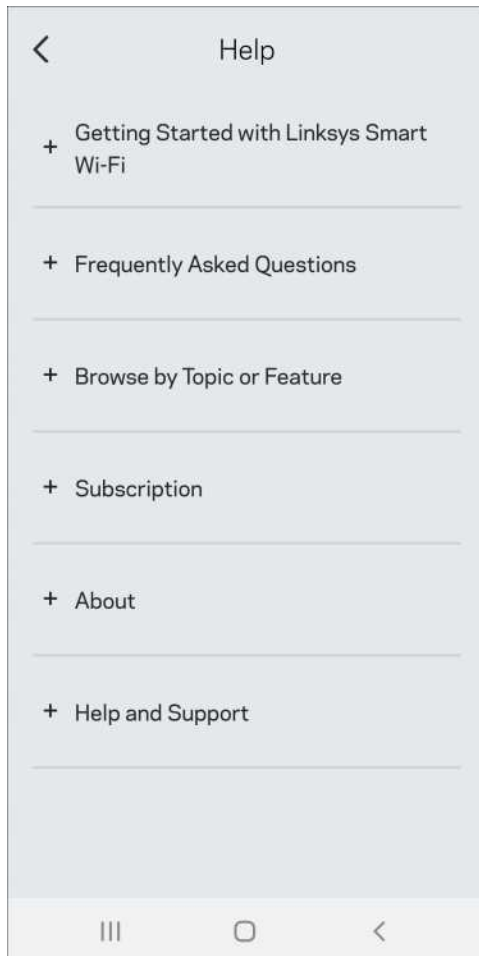 Help
Getting Started with Linksys Smart
Wi-Fi
Frequently Asked Questions
Browse by Topic or Feature
Subscription
About
Help and Support